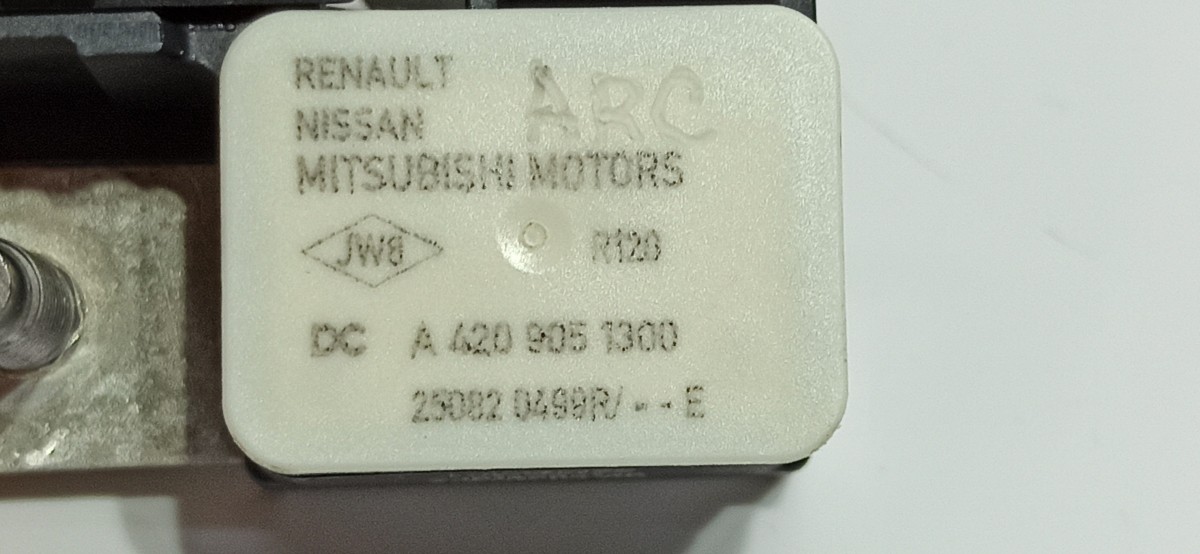 RENAULT
ARC
NISSAN
MITSUBISHI MOTORS
JW8
R120
DC A 420 905 1300
25082 0499R/ - - E